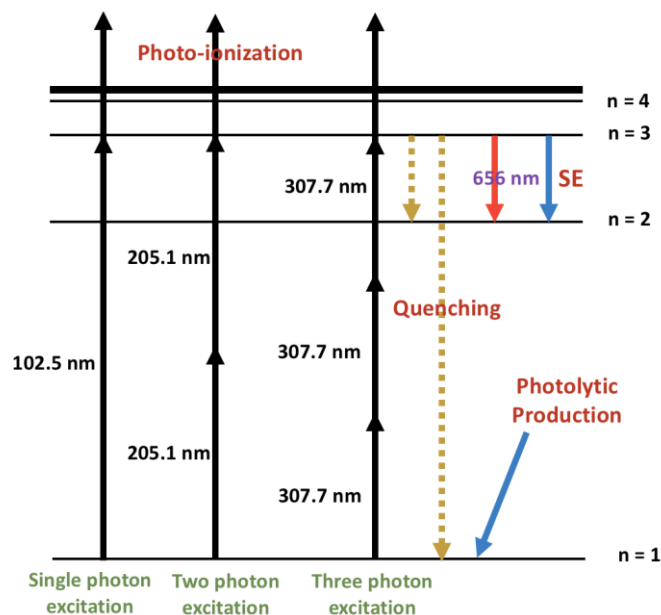 Photo-ionization
n = 4
n = 3
307.7 nm
656 nm
SE
n = 2
205.1 nm
Quenching
102.5 nm
307.7 nm
Photolytic
Production
205.1 nm
307.7 nm
n = 1
Single photon
excitation
Two photon
excitation
Three photon
excitation